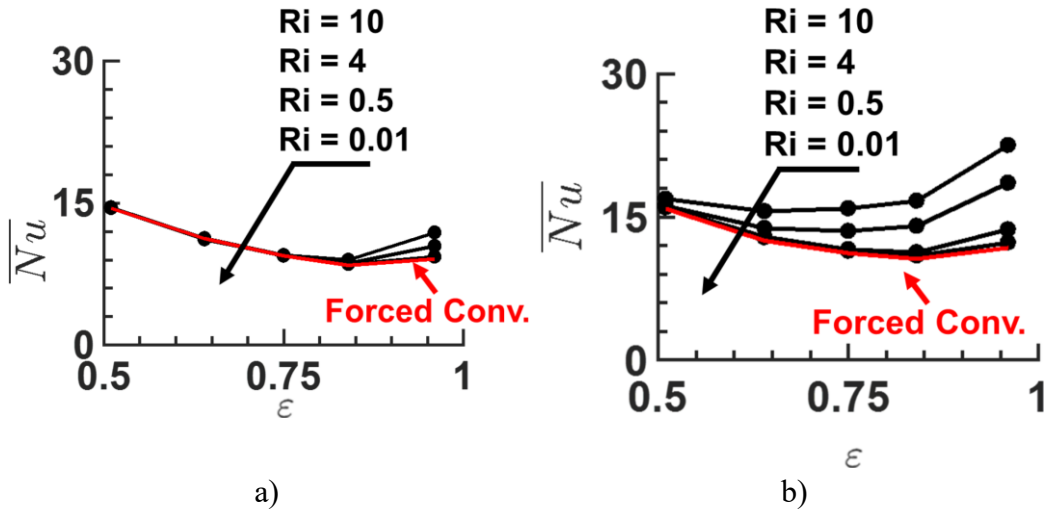 Ri = 10
Ri = 4
Ri = 0.5
Ri = 0.01
30
15
0
Nu
Forced Conv.
0.5
0.75
1
ε
a)
Ri = 10
Ri = 4
Ri = 0.5
Ri = 0.01
30
15
0
Nu
Forced Conv.
0.5
0.75
1
ε
b)